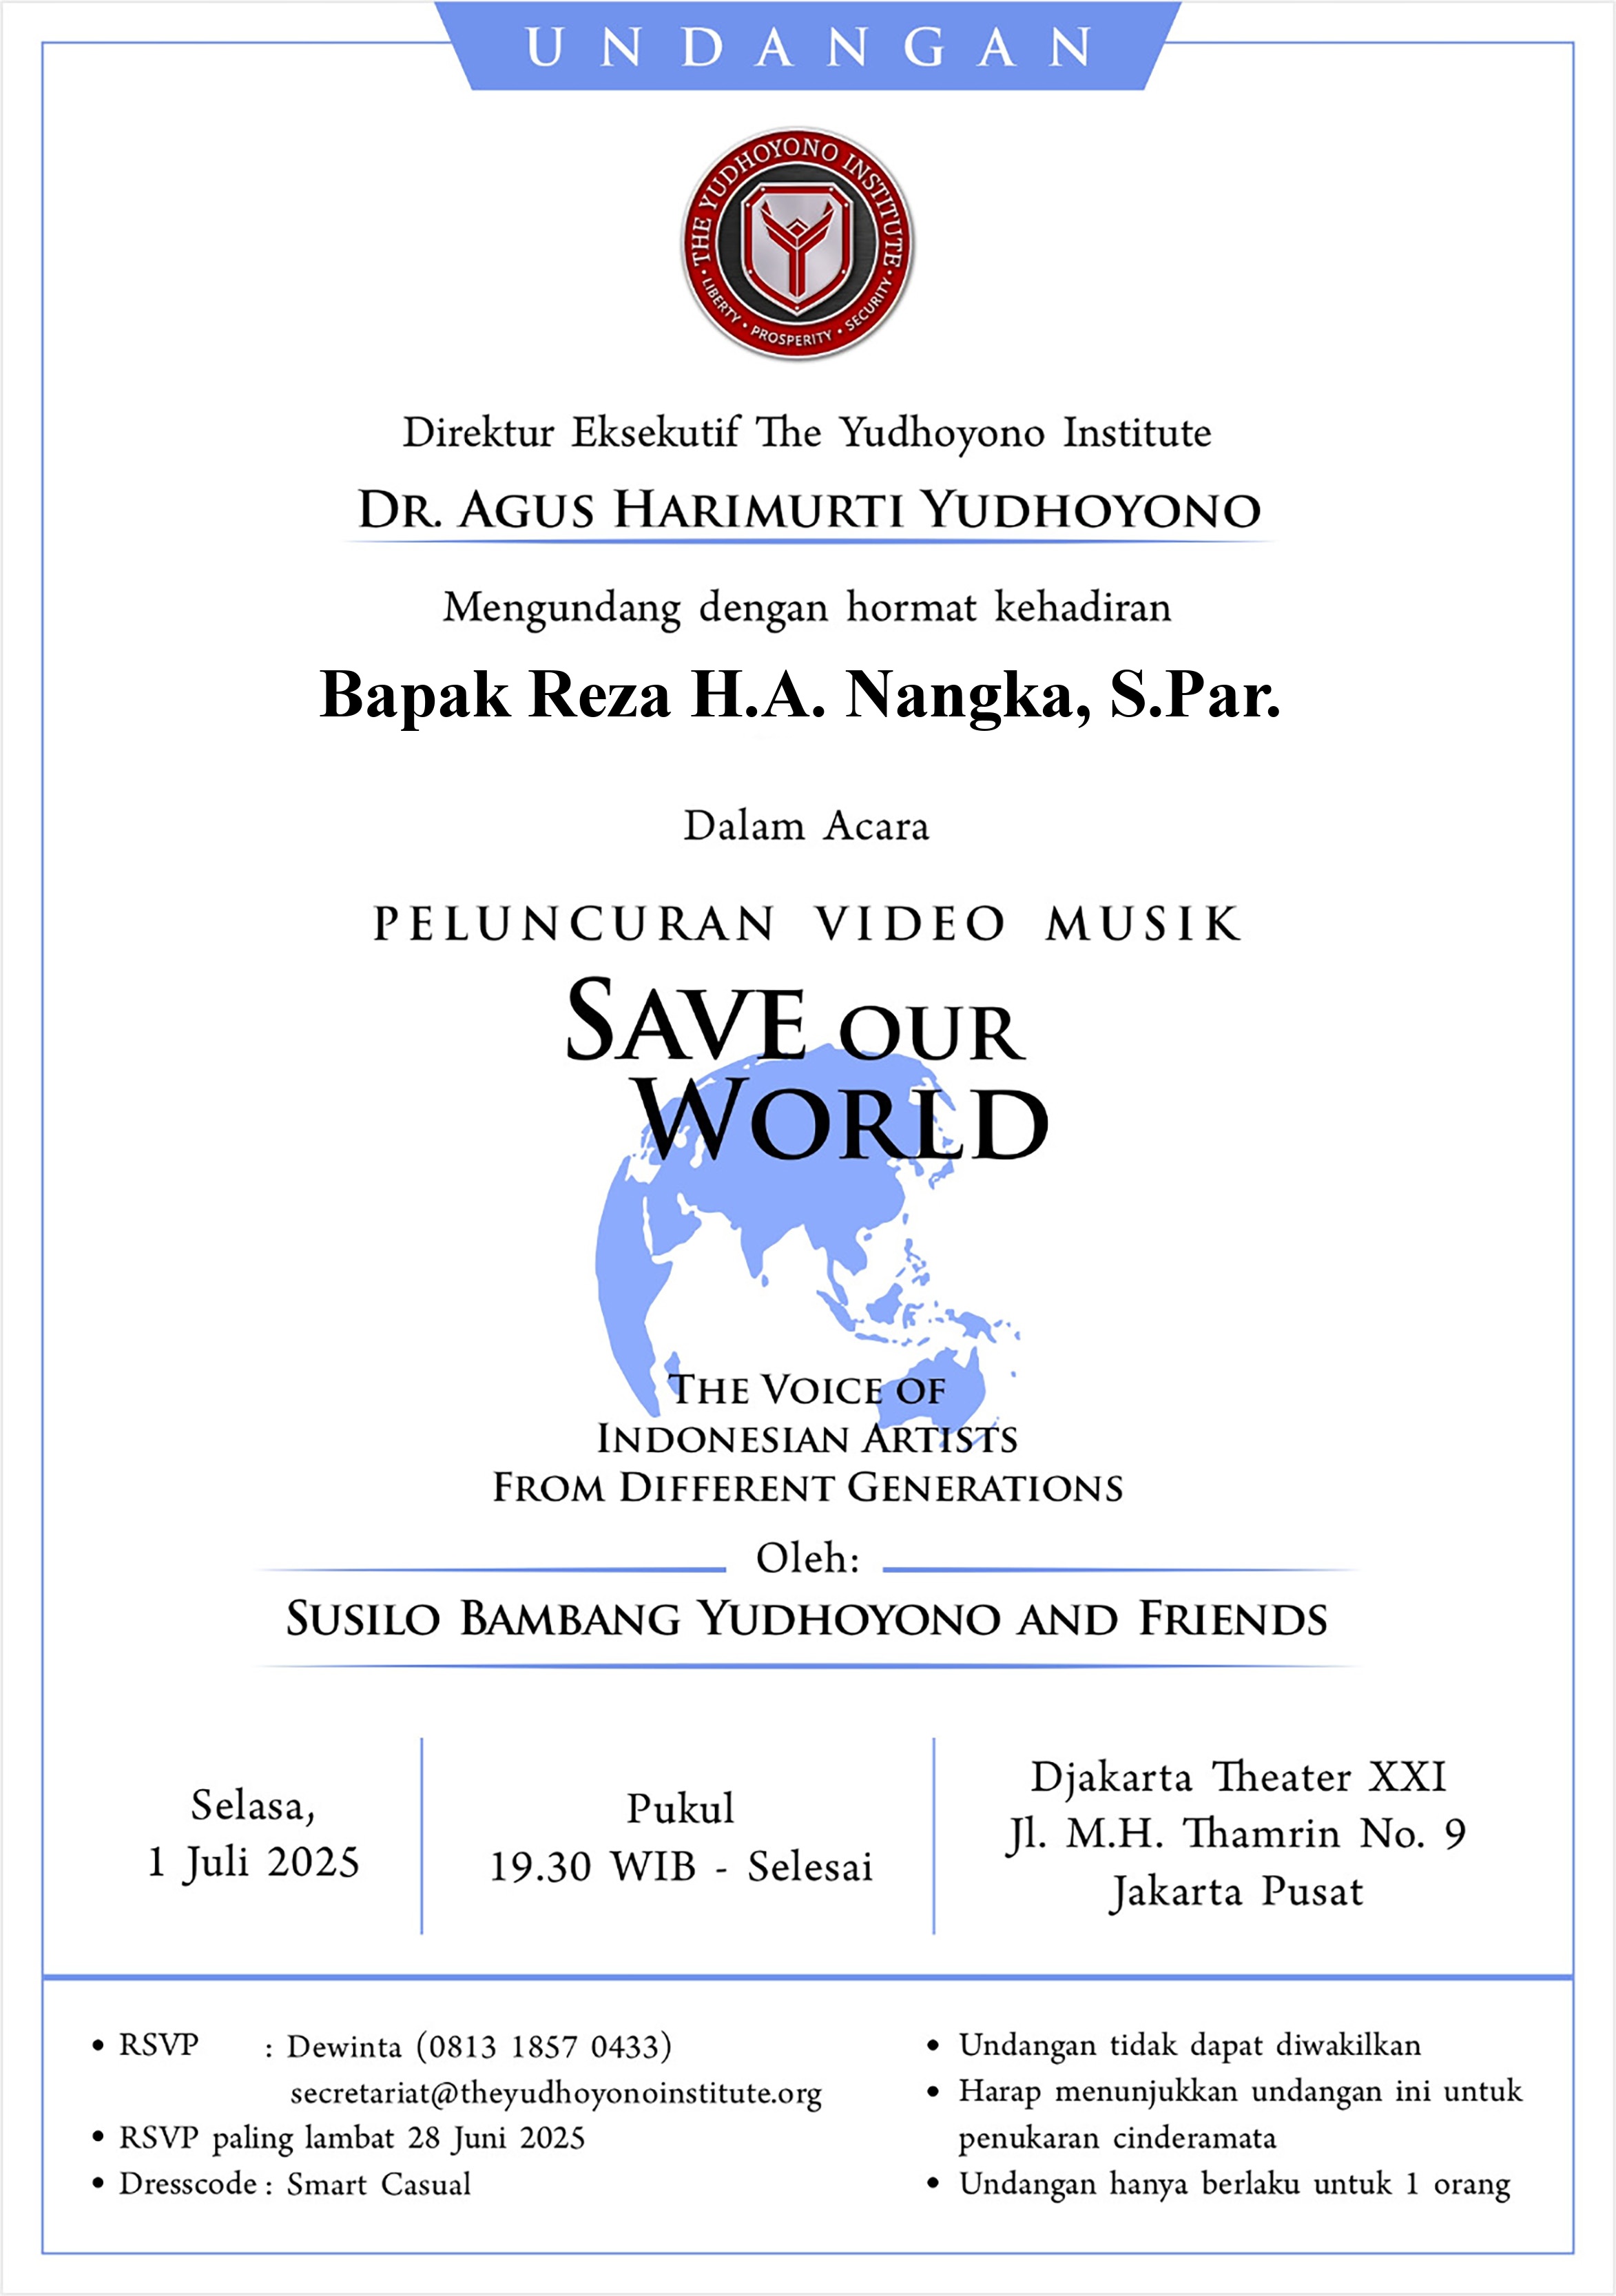 UNDANGAN
THE YUDHOYONO INSTITUTE
LIBERTY • PROSPERITY • SECURITY
Direktur Eksekutif The Yudhoyono Institute
DR. AGUS HARIMURTI YUDHOYONO
Mengundang dengan hormat kehadiran
Bapak Reza H.A. Nangka, S.Par.
Dalam Acara
PELUNCURAN VIDEO MUSIK
SAVE OUR
WORLD
THE VOICE OF
INDONESIAN ARTISTS
FROM DIFFERENT GENERATIONS
Oleh:
SUSILO BAMBANG YUDHOYONO AND FRIENDS
Selasa,
1 Juli 2025
Pukul
19.30 WIB - Selesai
Djakarta Theater XXI
Jl. M.H. Thamrin No. 9
Jakarta Pusat
• RSVP : Dewinta (0813 1857 0433)
secretariat@theyudhoyonoinstitute.org
• RSVP paling lambat 28 Juni 2025
• Dresscode : Smart Casual
• Undangan tidak dapat diwakilkan
• Harap menunjukkan undangan ini untuk
penukaran cinderamata
• Undangan hanya berlaku untuk 1 orang